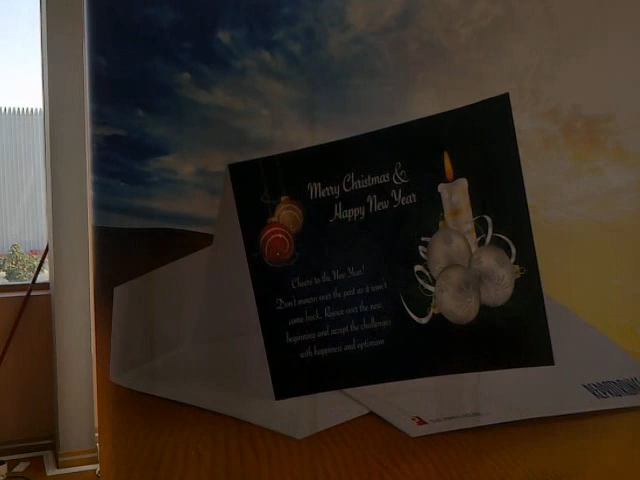 Merry Christmas &
Happy New Year
Cheers to the New Year!
Don't mourn over the past as it won't
come back. Rejoice over the new
beginning and accept the challenges
with happiness and optimism